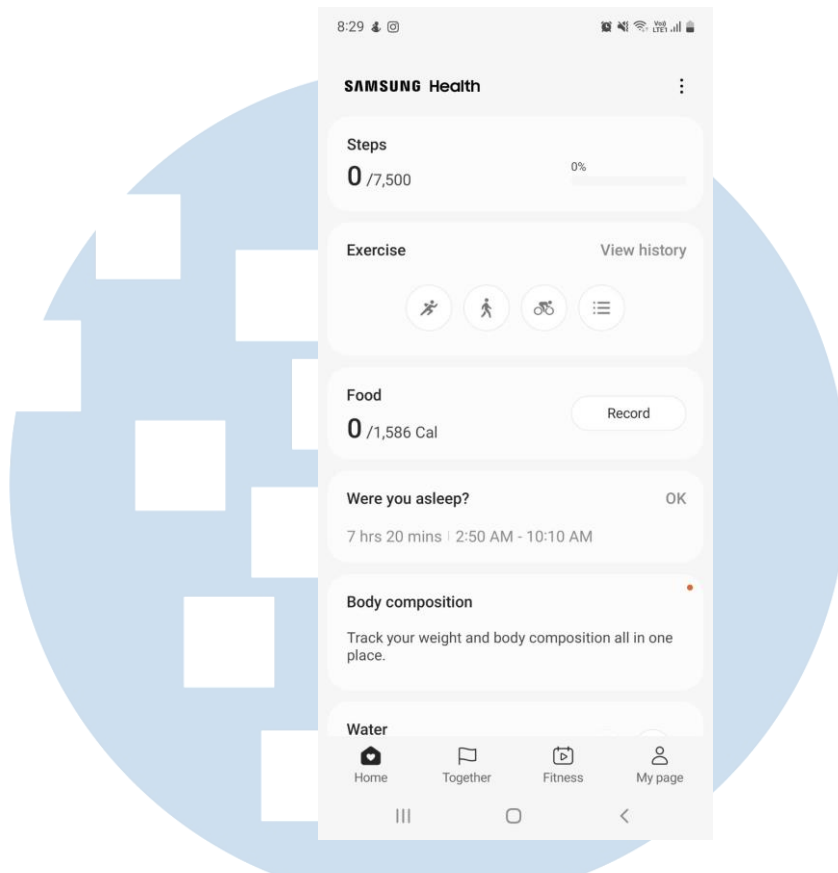 8:29
Voo) LTE1
SAMSUNG Health
Steps
0 /7,500
0%
Exercise
View history
Food
0 /1,586 Cal
Record
Were you asleep?
OK
7 hrs 20 mins | 2:50 AM - 10:10 AM
Body composition
Track your weight and body composition all in one
place.
Water
Home
Together
Fitness
My page